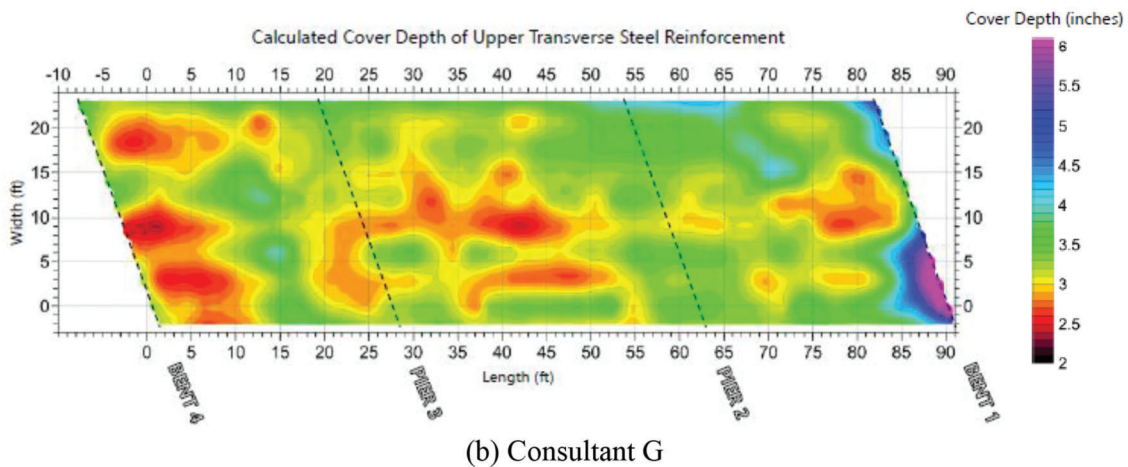 Cover Depth (inches)
Calculated Cover Depth of Upper Transverse Steel Reinforcement
-10 -5 0 5 10 15 20 25 30 35 40 45 50 55 60 65 70 75 80 85 90
6
5.5
5
4.5
4
3.5
3
2.5
2
Width (ft)
20 20
15 15
10 10
5 5
0 0
0 5 10 15 20 25 30 35 40 45 50 55 60 65 70 75 80 85 90
Length (ft)
BENT 4
PIER 3
PIER 2
BENT 1
(b) Consultant G